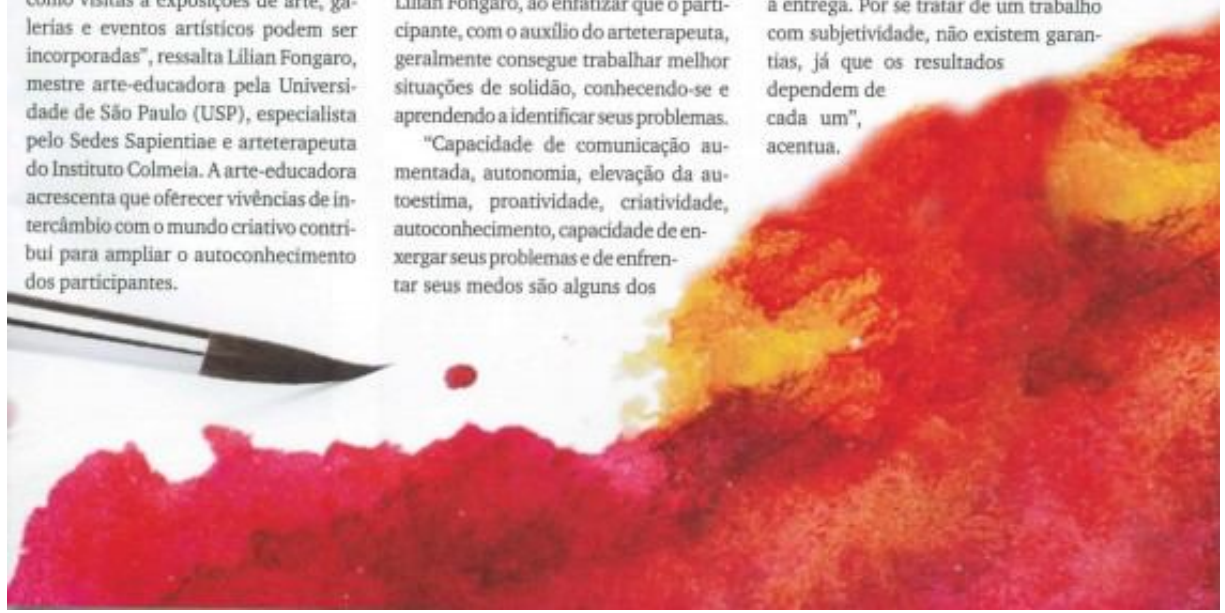 como visitas a exposições de arte, ga-
lerias e eventos artísticos podem ser
incorporadas”, ressalta Lílian Fongaro,
mestre arte-educadora pela Universi-
dade de São Paulo (USP), especialista
pelo Sedes Sapientiae e arteterapeuta
do Instituto Colmeia. A arte-educadora
acrescenta que oferecer vivências de in-
tercâmbio com o mundo criativo contri-
bui para ampliar o autoconhecimento
dos participantes.
Lílian Fongaro, ao enfatizar que o parti-
cipante, com o auxílio do arteterapeuta,
geralmente consegue trabalhar melhor
situações de solidão, conhecendo-se e
aprendendo a identificar seus problemas.
“Capacidade de comunicação au-
mentada, autonomia, elevação da au-
toestima, proatividade, criatividade,
autoconhecimento, capacidade de en-
xergar seus problemas e de enfren-
tar seus medos são alguns dos
a entrega. Por se tratar de um trabalho
com subjetividade, não existem garan-
tias, já que os resultados
dependem de
cada um”,
acentua.